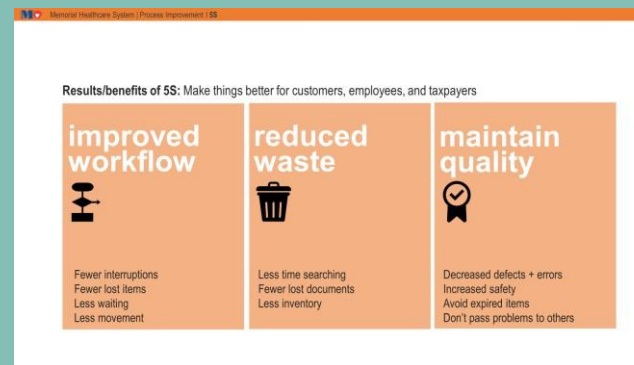 Memorial Healthcare System | Process Improvement | 5S
Results/benefits of 5S: Make things better for customers, employees, and taxpayers
improved
workflow
Fewer interruptions
Fewer lost items
Less waiting
Less movement
reduced
waste
Less time searching
Fewer lost documents
Less inventory
maintain
quality
Decreased defects + errors
Increased safety
Avoid expired items
Don't pass problems to others